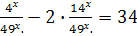 4^x/49^x. − 2 · 14^x/49^x. = 34